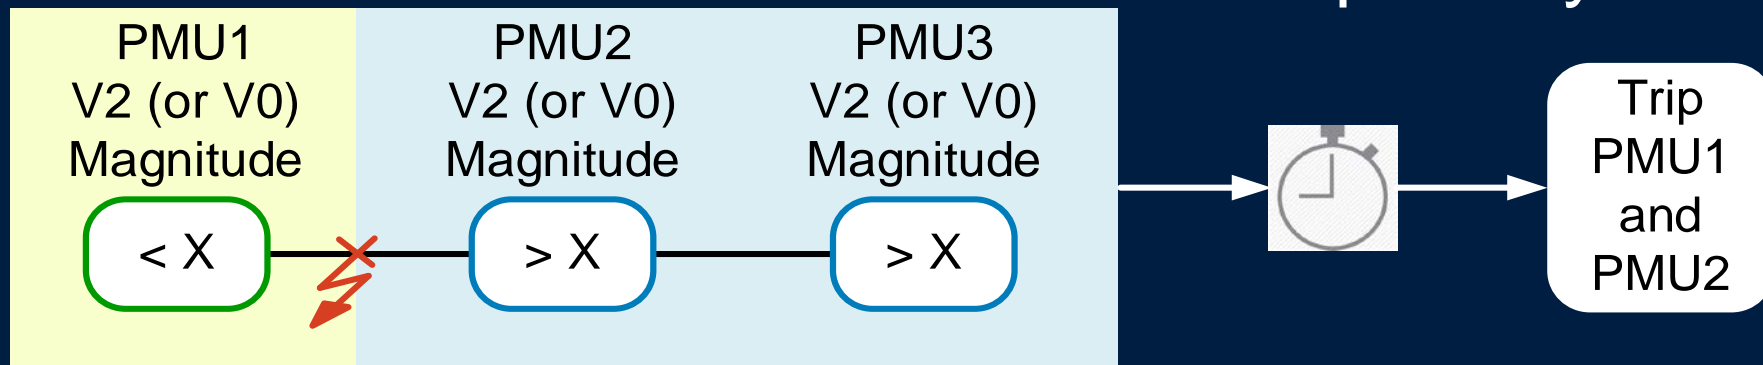 PMU1
V2 (or V0)
Magnitude
< X
PMU2
V2 (or V0)
Magnitude
> X
PMU3
V2 (or V0)
Magnitude
> X
Trip
PMU1
and
PMU2